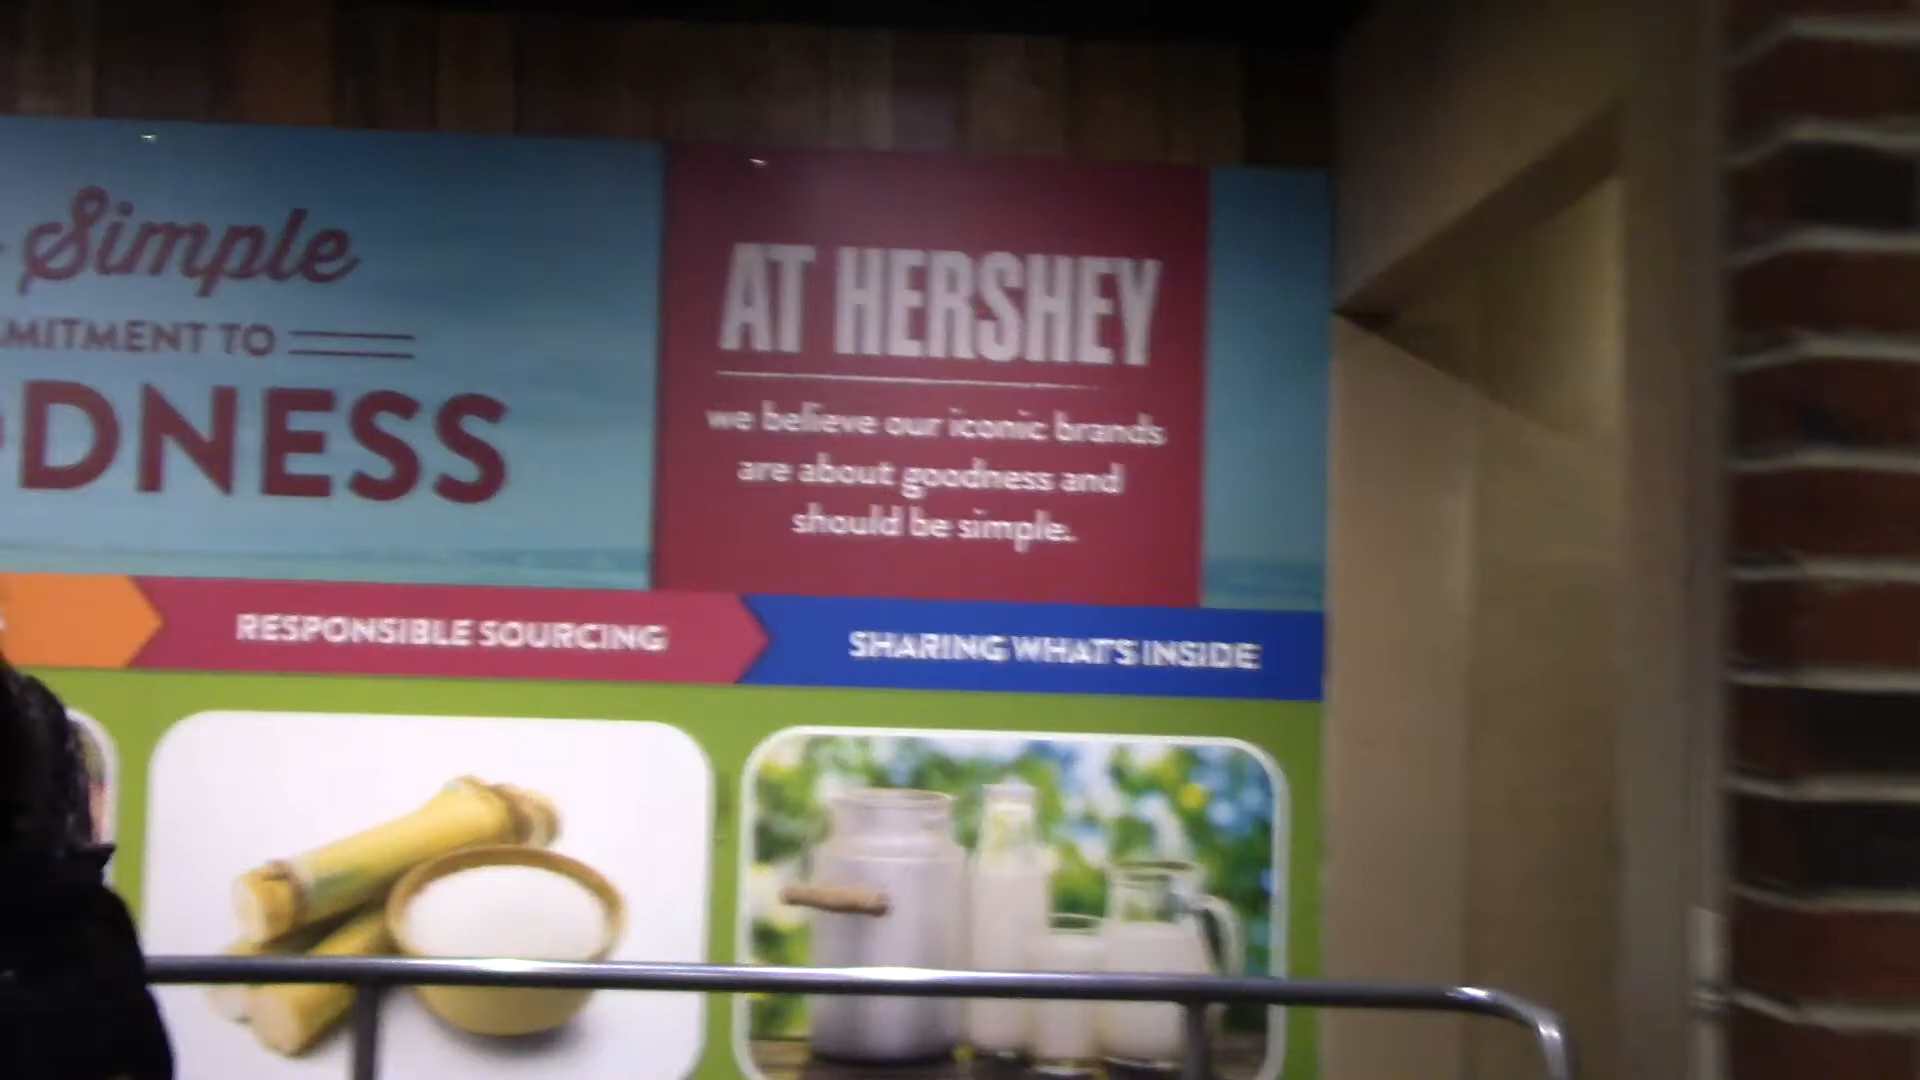 Simple
MITMENT TO
DNESS
AT HERSHEY
we believe our iconic brands
are about goodness and
should be simple.
RESPONSIBLE SOURCING
SHARING WHAT'S INSIDE